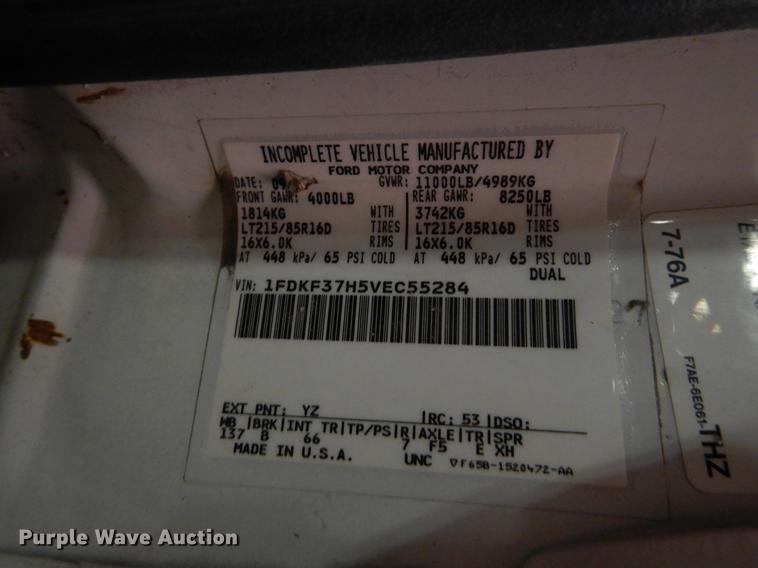 INCOMPLETE VEHICLE MANUFACTURED BY
FORD MOTOR COMPANY
DATE: 09 GVWR: 11000LB/4989KG
FRONT GAWR: 4000LB REAR GAWR: 8250LB
1814KG WITH 3742KG WITH
LT215/85R16D TIRES LT215/85R16D TIRES
16X6.0K RIMS 16X6.0K RIMS
AT 448 kPa/ 65 PSI COLD AT 448 kPa/ 65 PSI COLD
DUAL
VIN: 1FDKF37H5VEC55284
EXT PNT: YZ RC: 53 DSO:
WB BRK INT TR TP/PS R AXLE TR SPR
137 B 66 7 F5 E XH
MADE IN U.S.A. UNC ▽F65B-1520472-AA
7-76A
F7AE-6E061-THZ
Purple Wave Auction